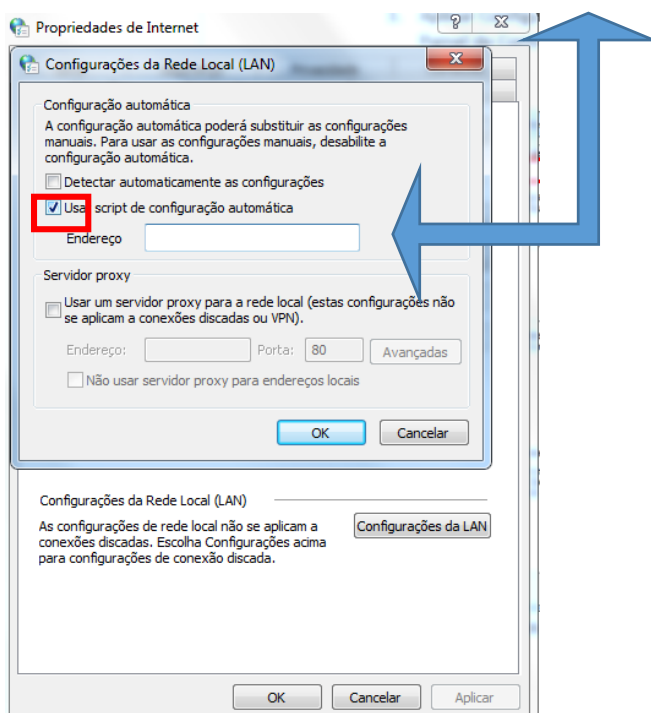 Propriedades de Internet
Configurações da Rede Local (LAN)
Configuração automática
A configuração automática poderá substituir as configurações
manuais. Para usar as configurações manuais, desabilite a
configuração automática.
Detectar automaticamente as configurações
Usar script de configuração automática
Endereço
Servidor proxy
Usar um servidor proxy para a rede local (estas configurações não
se aplicam a conexões discadas ou VPN).
Endereço: Porta: 80 Avançadas
Não usar servidor proxy para endereços locais
OK Cancelar
Configurações da Rede Local (LAN)
As configurações de rede local não se aplicam a
conexões discadas. Escolha Configurações acima
para configurações de conexão discada.
Configurações da LAN
OK Cancelar Aplicar